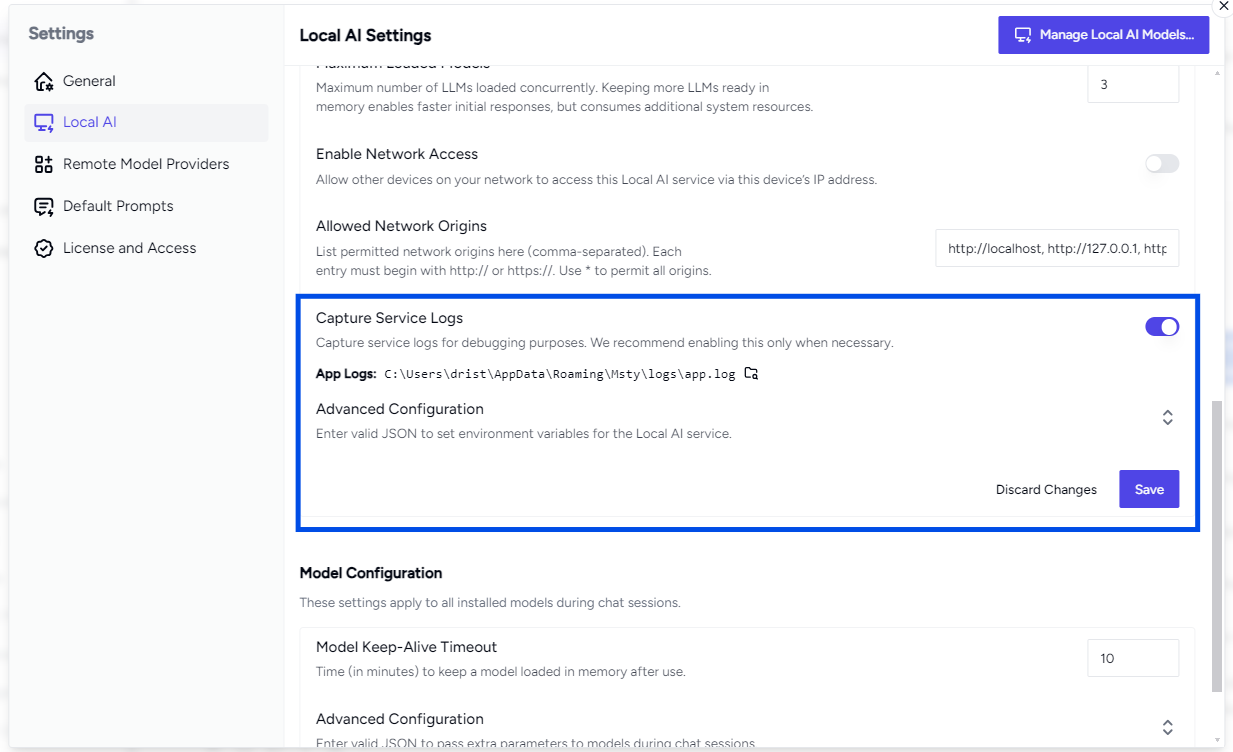 Settings
General
Local AI
Remote Model Providers
Default Prompts
License and Access
Local AI Settings
Manage Local AI Models...
Maximum Loaded Models
Maximum number of LLMs loaded concurrently. Keeping more LLMs ready in
memory enables faster initial responses, but consumes additional system resources.
3
Enable Network Access
Allow other devices on your network to access this Local AI service via this device's IP address.
Allowed Network Origins
List permitted network origins here (comma-separated). Each
entry must begin with http:// or https://. Use * to permit all origins.
http://localhost, http://127.0.0.1, http
Capture Service Logs
Capture service logs for debugging purposes. We recommend enabling this only when necessary.
App Logs: C:\Users\drist\AppData\Roaming\Msty\logs\app.log
Advanced Configuration
Enter valid JSON to set environment variables for the Local AI service.
Discard Changes
Save
Model Configuration
These settings apply to all installed models during chat sessions.
Model Keep-Alive Timeout
Time (in minutes) to keep a model loaded in memory after use.
10
Advanced Configuration
Enter valid JSON to pass extra parameters to models during chat sessions